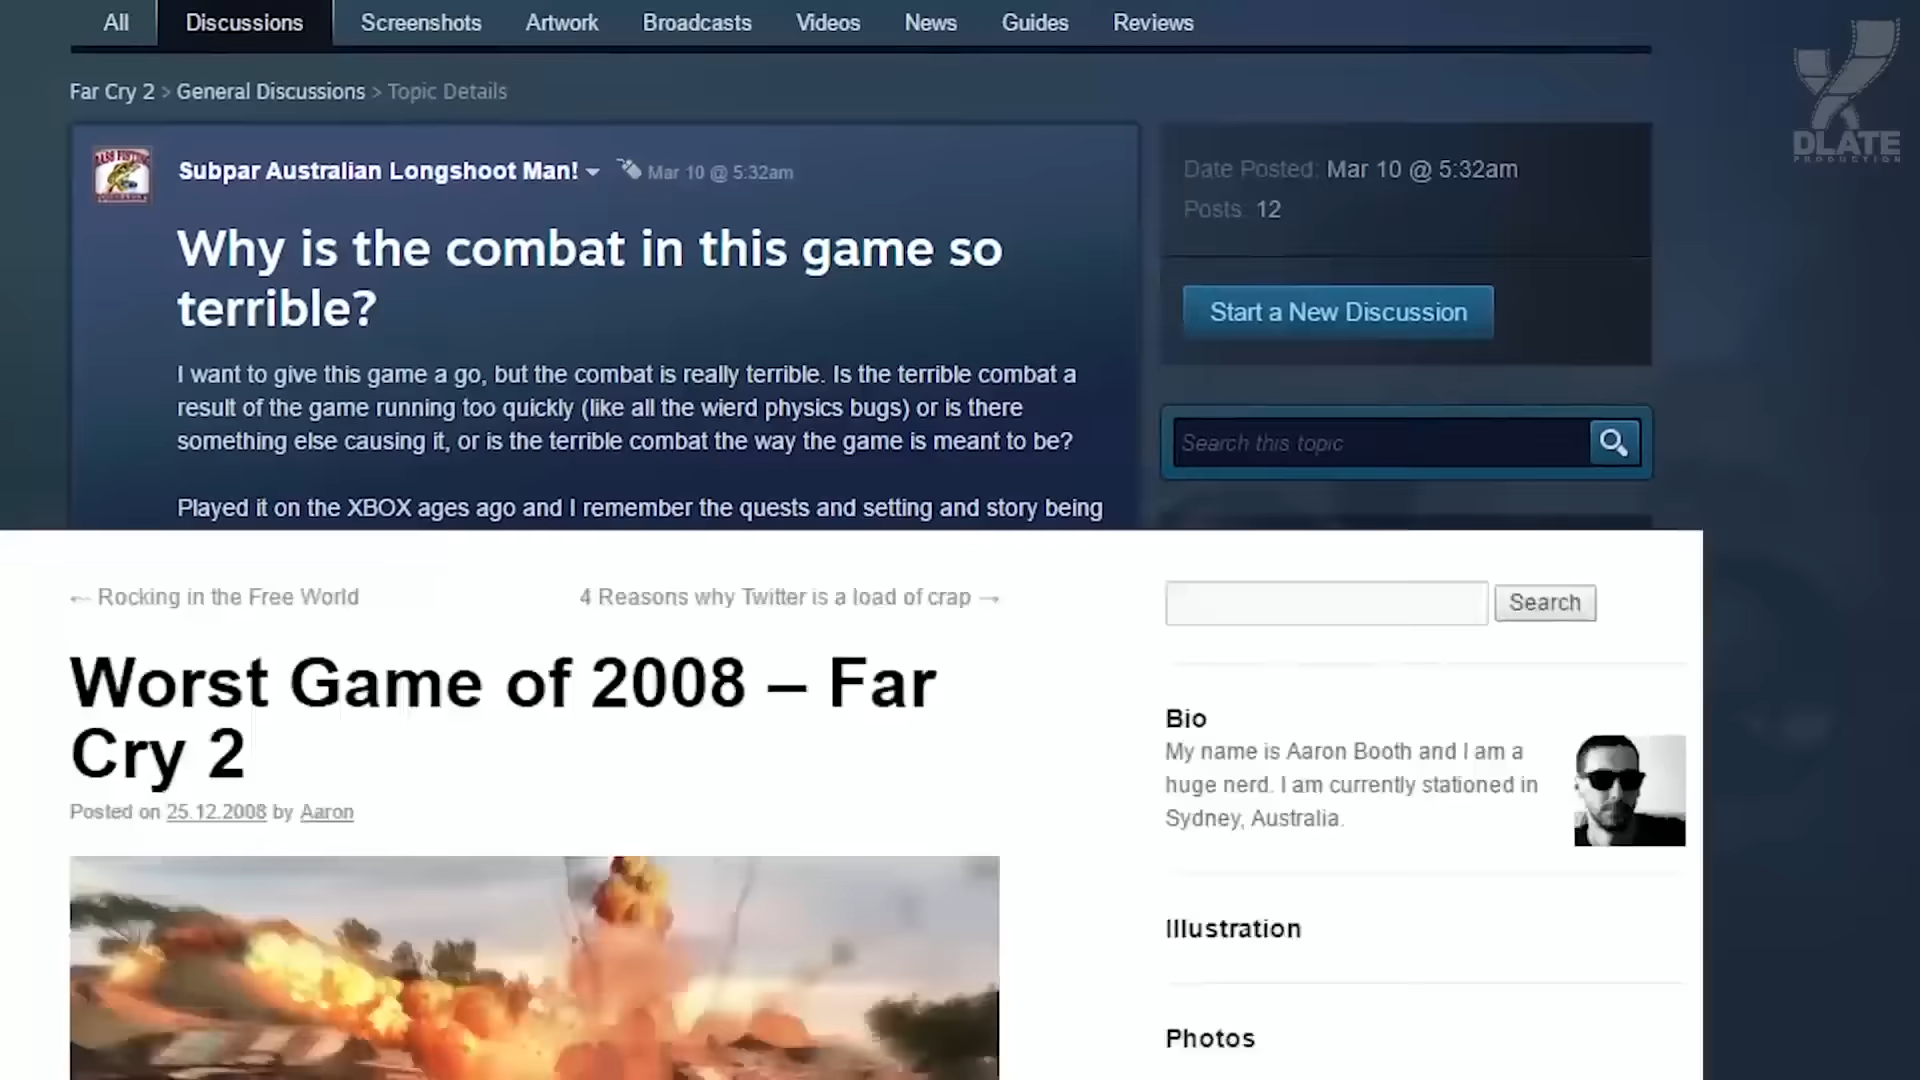 All Discussions Screenshots Artwork Broadcasts Videos News Guides Reviews
Far Cry 2 > General Discussions > Topic Details
Subpar Australian Longshoot Man! Mar 10 @ 5:32am
Why is the combat in this game so
terrible?
I want to give this game a go, but the combat is really terrible. Is the terrible combat a
result of the game running too quickly (like all the wierd physics bugs) or is there
something else causing it, or is the terrible combat the way the game is meant to be?
Played it on the XBOX ages ago and I remember the quests and setting and story being
Date Posted: Mar 10 @ 5:32am
Posts: 12
Start a New Discussion
Search this topic
DLATE
PRODUCTION
← Rocking in the Free World
4 Reasons why Twitter is a load of crap →
Worst Game of 2008 – Far
Cry 2
Posted on 25.12.2008 by Aaron
Search
Bio
My name is Aaron Booth and I am a
huge nerd. I am currently stationed in
Sydney, Australia.
Illustration
Photos